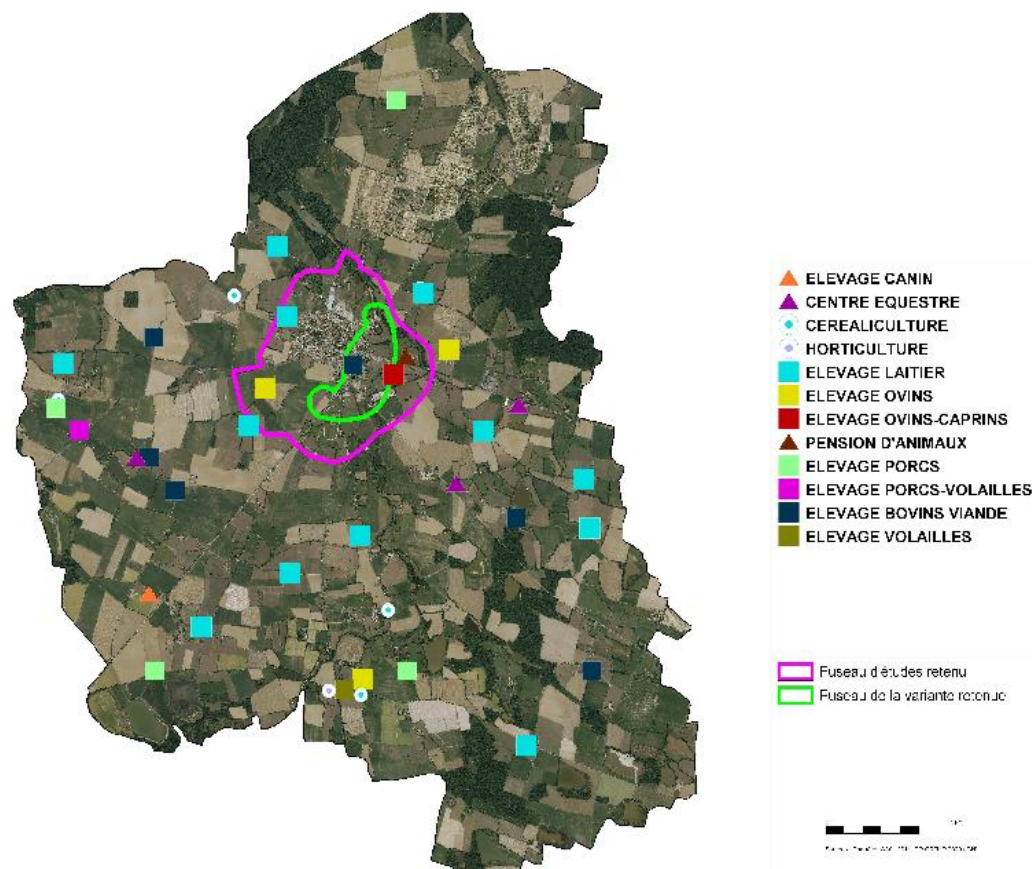 ELEVAGE CANIN
CENTRE EQUESTRE
CEREALICULTURE
HORTICULTURE
ELEVAGE LAITIER
ELEVAGE OVINS
ELEVAGE OVINS-CAPRINS
PENSION D'ANIMAUX
ELEVAGE PORCS
ELEVAGE PORCS-VOLAILLES
ELEVAGE BOVINS VIANDE
ELEVAGE VOLAILLES
Fuseau d'études retenu
Fuseau de la variante retenue